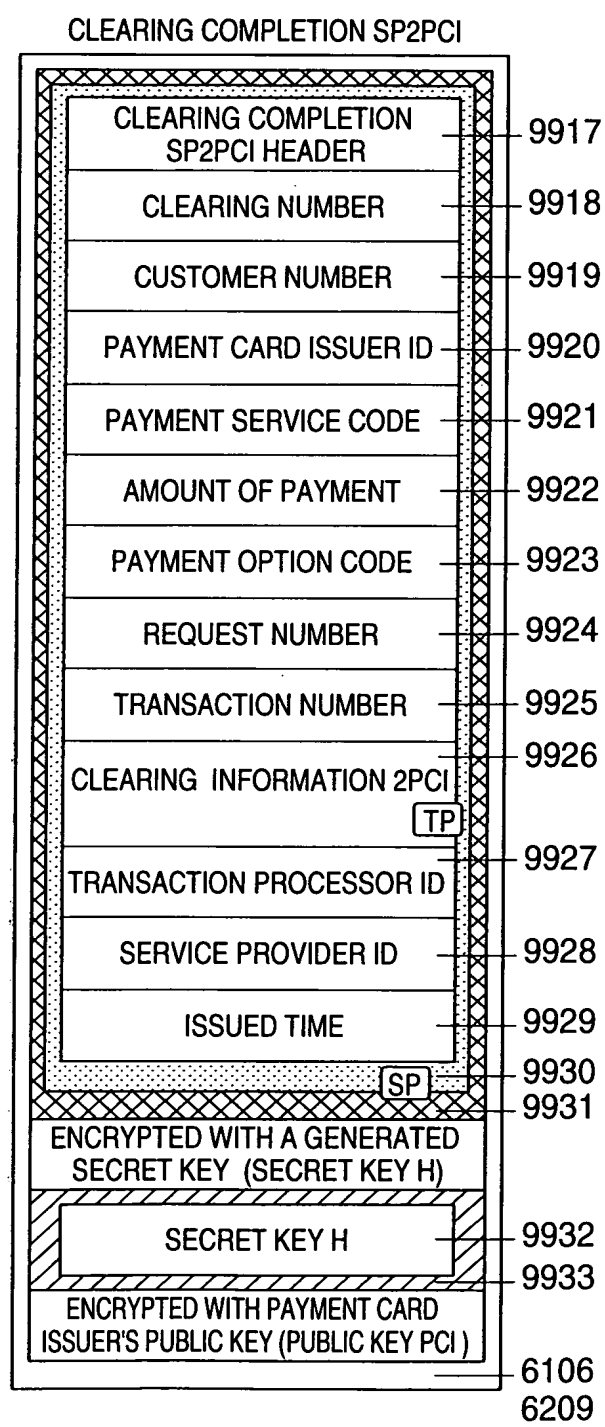 CLEARING COMPLETION SP2PCI
CLEARING COMPLETION
SP2PCI HEADER
9917
CLEARING NUMBER
9918
CUSTOMER NUMBER
9919
PAYMENT CARD ISSUER ID
9920
PAYMENT SERVICE CODE
9921
AMOUNT OF PAYMENT
9922
PAYMENT OPTION CODE
9923
REQUEST NUMBER
9924
TRANSACTION NUMBER
9925
9926
CLEARING INFORMATION 2PCI
TP
9927
TRANSACTION PROCESSOR ID
SERVICE PROVIDER ID
9928
ISSUED TIME
9929
SP
9930
9931
ENCRYPTED WITH A GENERATED
SECRET KEY (SECRET KEY H)
SECRET KEY H
9932
9933
ENCRYPTED WITH PAYMENT CARD
ISSUER'S PUBLIC KEY (PUBLIC KEY PCI)
6106
6209